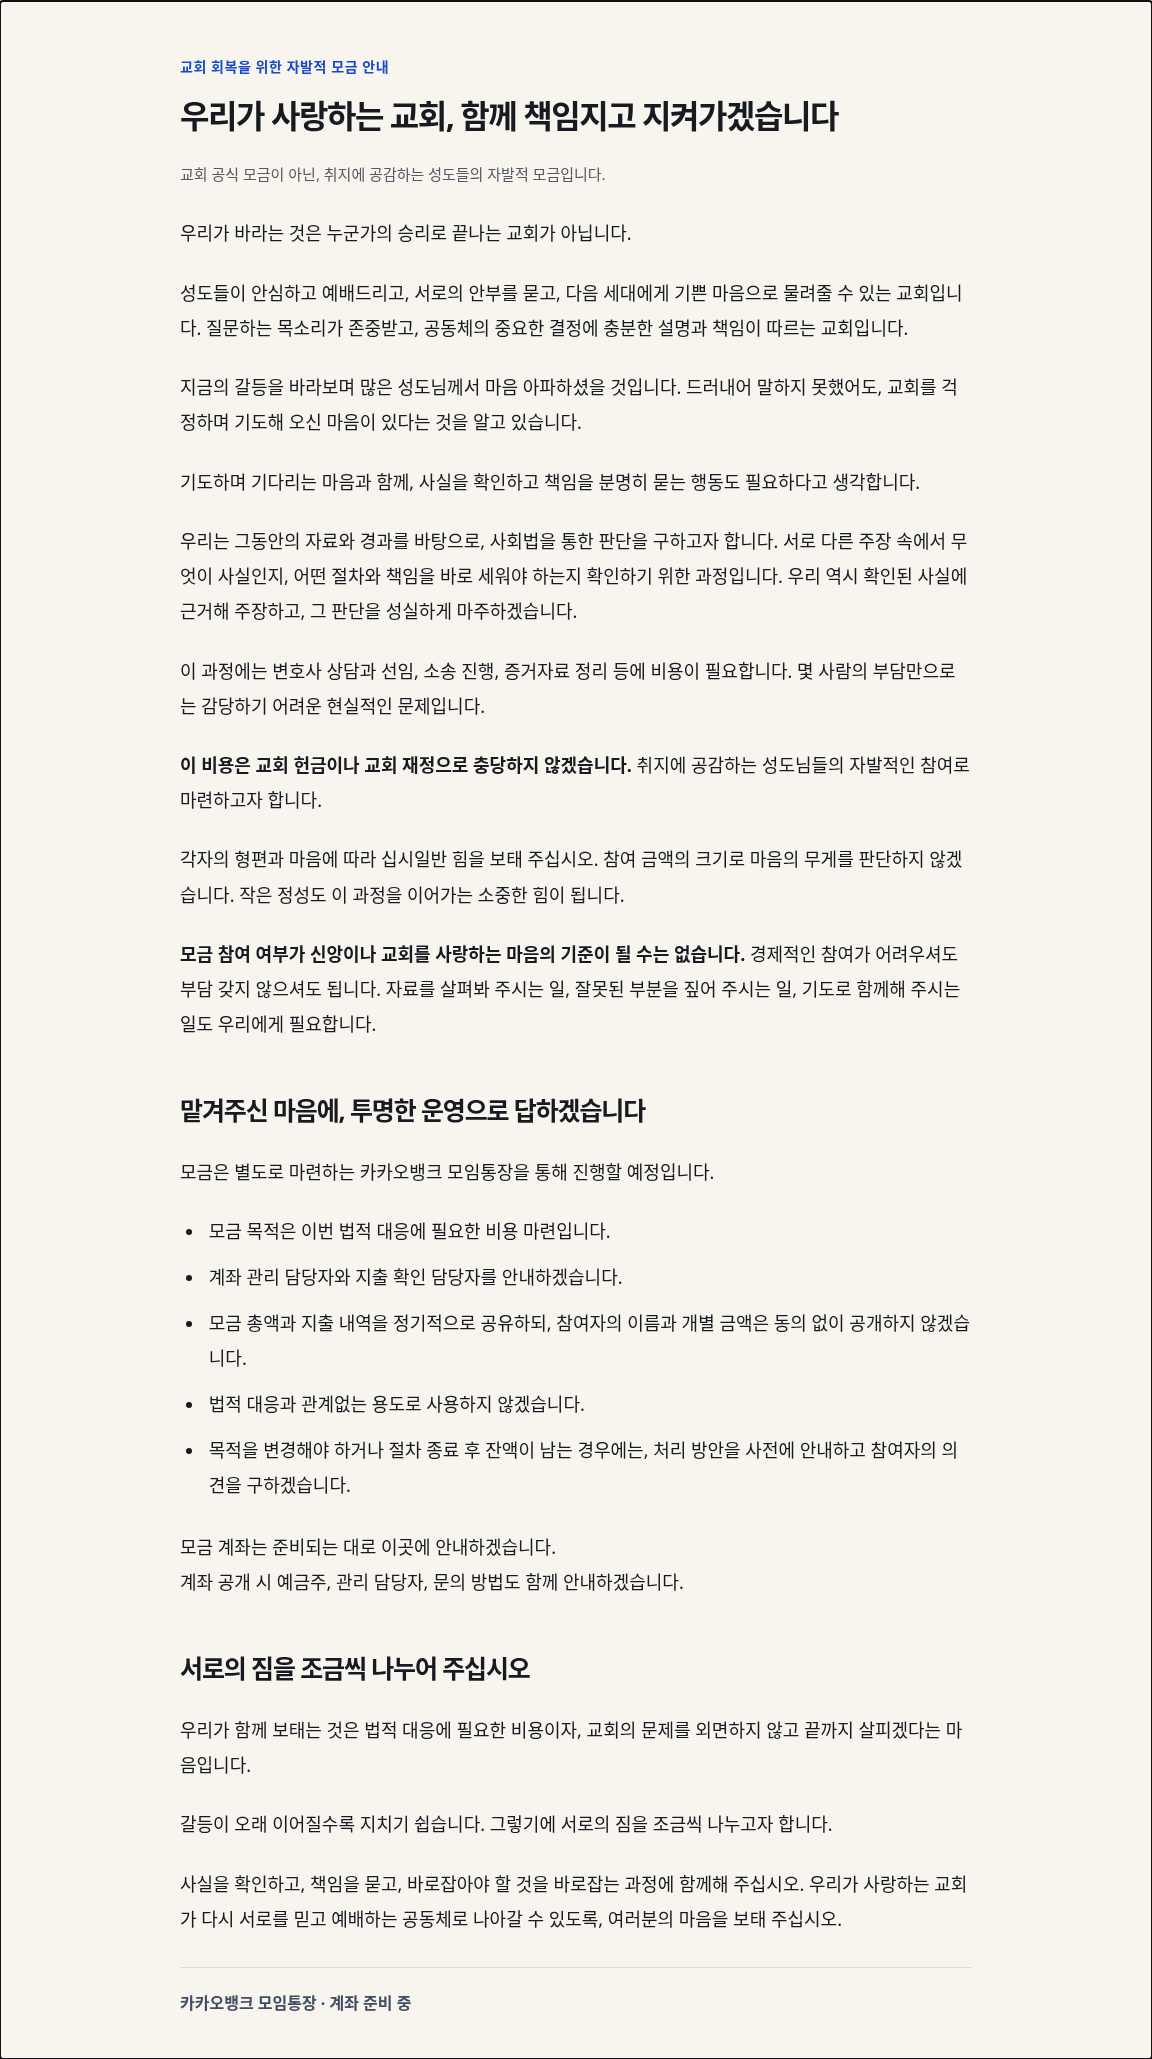 교회 회복을 위한 자발적 모금 안내
우리가 사랑하는 교회, 함께 책임지고 지켜가겠습니다
교회 공식 모금이 아닌, 취지에 공감하는 성도들의 자발적 모금입니다.
우리가 바라는 것은 누군가의 승리로 끝나는 교회가 아닙니다.
성도들이 안심하고 예배드리고, 서로의 안부를 묻고, 다음 세대에게 기쁜 마음으로 물려줄 수 있는 교회입니
다. 질문하는 목소리가 존중받고, 공동체의 중요한 결정에 충분한 설명과 책임이 따르는 교회입니다.
지금의 갈등을 바라보며 많은 성도님께서 마음 아파하셨을 것입니다. 드러내어 말하지 못했어도, 교회를 걱
정하며 기도해 오신 마음이 있다는 것을 알고 있습니다.
기도하며 기다리는 마음과 함께, 사실을 확인하고 책임을 분명히 묻는 행동도 필요하다고 생각합니다.
우리는 그동안의 자료와 경과를 바탕으로, 사회법을 통한 판단을 구하고자 합니다. 서로 다른 주장 속에서 무
엇이 사실인지, 어떤 절차와 책임을 바로 세워야 하는지 확인하기 위한 과정입니다. 우리 역시 확인된 사실에
근거해 주장하고, 그 판단을 성실하게 마주하겠습니다.
이 과정에는 변호사 상담과 선임, 소송 진행, 증거자료 정리 등에 비용이 필요합니다. 몇 사람의 부담만으로
는 감당하기 어려운 현실적인 문제입니다.
이 비용은 교회 헌금이나 교회 재정으로 충당하지 않겠습니다. 취지에 공감하는 성도님들의 자발적인 참여로
마련하고자 합니다.
각자의 형편과 마음에 따라 십시일반 힘을 보태 주십시오. 참여 금액의 크기로 마음의 무게를 판단하지 않겠
습니다. 작은 정성도 이 과정을 이어가는 소중한 힘이 됩니다.
모금 참여 여부가 신앙이나 교회를 사랑하는 마음의 기준이 될 수는 없습니다. 경제적인 참여가 어려우셔도
부담 갖지 않으셔도 됩니다. 자료를 살펴봐 주시는 일, 잘못된 부분을 짚어 주시는 일, 기도로 함께해 주시는
일도 우리에게 필요합니다.
맡겨주신 마음에, 투명한 운영으로 답하겠습니다
모금은 별도로 마련하는 카카오뱅크 모임통장을 통해 진행할 예정입니다.
• 모금 목적은 이번 법적 대응에 필요한 비용 마련입니다.
• 계좌 관리 담당자와 지출 확인 담당자를 안내하겠습니다.
• 모금 총액과 지출 내역을 정기적으로 공유하되, 참여자의 이름과 개별 금액은 동의 없이 공개하지 않겠습
니다.
• 법적 대응과 관계없는 용도로 사용하지 않겠습니다.
• 목적을 변경해야 하거나 절차 종료 후 잔액이 남는 경우에는, 처리 방안을 사전에 안내하고 참여자의 의
견을 구하겠습니다.
모금 계좌는 준비되는 대로 이곳에 안내하겠습니다.
계좌 공개 시 예금주, 관리 담당자, 문의 방법도 함께 안내하겠습니다.
서로의 짐을 조금씩 나누어 주십시오
우리가 함께 보태는 것은 법적 대응에 필요한 비용이자, 교회의 문제를 외면하지 않고 끝까지 살피겠다는 마
음입니다.
갈등이 오래 이어질수록 지치기 쉽습니다. 그렇기에 서로의 짐을 조금씩 나누고자 합니다.
사실을 확인하고, 책임을 묻고, 바로잡아야 할 것을 바로잡는 과정에 함께해 주십시오. 우리가 사랑하는 교회
가 다시 서로를 믿고 예배하는 공동체로 나아갈 수 있도록, 여러분의 마음을 보태 주십시오.
카카오뱅크 모임통장 · 계좌 준비 중